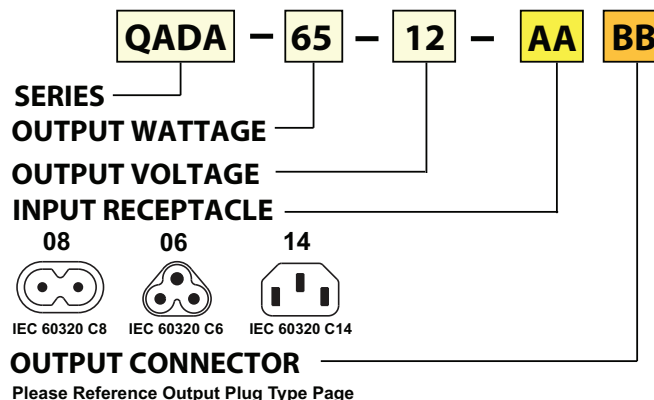 QADA – 65 – 12 – AA BB
SERIES
OUTPUT WATTAGE
OUTPUT VOLTAGE
INPUT RECEPTACLE
08 06 14
IEC 60320 C8 IEC 60320 C6 IEC 60320 C14
OUTPUT CONNECTOR
Please Reference Output Plug Type Page